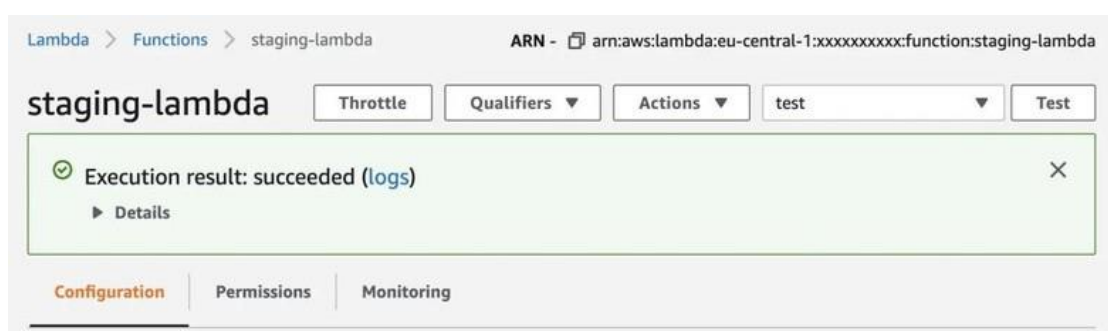 Lambda > Functions > staging-lambda ARN - arn:aws:lambda:eu-central-1:xxxxxxxxxx:function:staging-lambda
staging-lambda Throttle Qualifiers ▼ Actions ▼ test ▼ Test
Execution result: succeeded (logs)
▶ Details
Configuration Permissions Monitoring